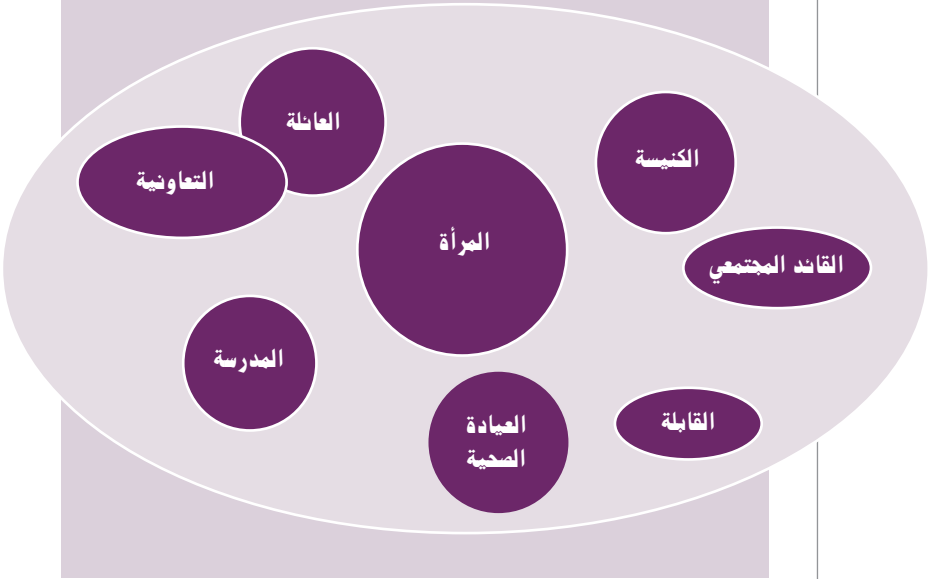 العائلة
الكنيسة
التعاونية
المرأة
القائد المجتمعي
المدرسة
القابلة
العيادة
الصحية